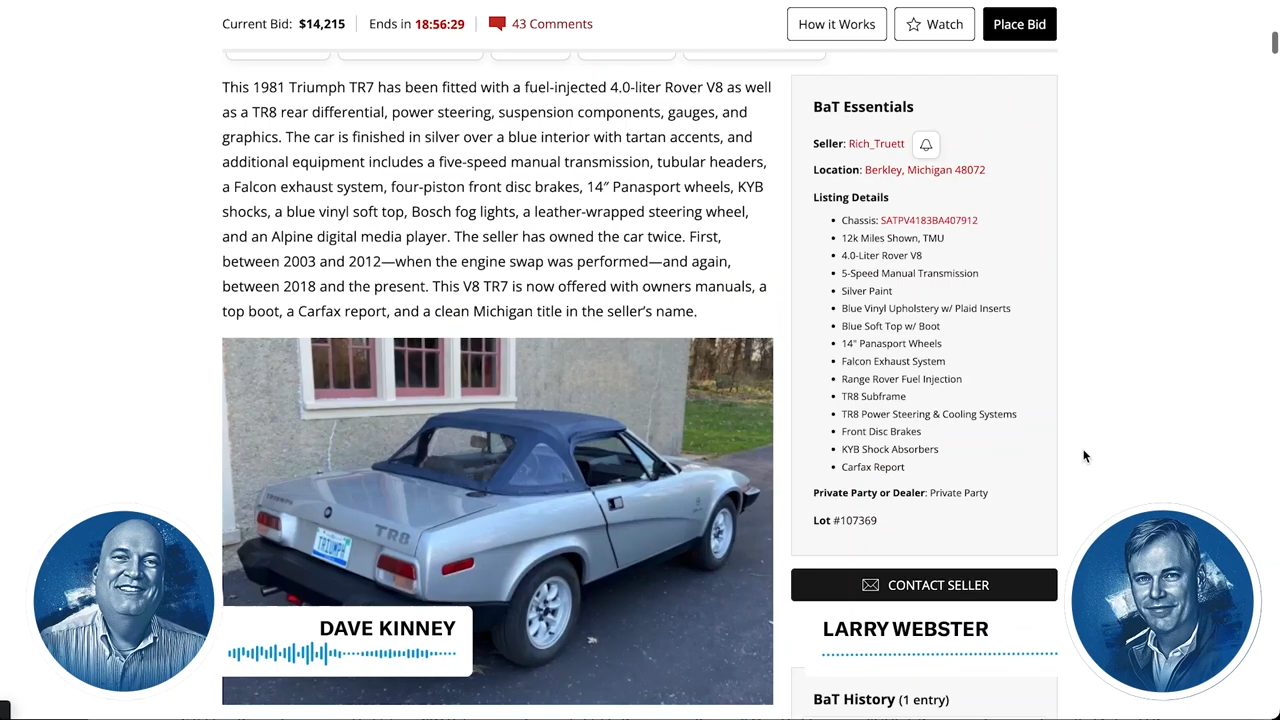 Current Bid: $14,215 Ends in 18:56:29 43 Comments How it Works Watch Place Bid
This 1981 Triumph TR7 has been fitted with a fuel-injected 4.0-liter Rover V8 as well
as a TR8 rear differential, power steering, suspension components, gauges, and
graphics. The car is finished in silver over a blue interior with tartan accents, and
additional equipment includes a five-speed manual transmission, tubular headers,
a Falcon exhaust system, four-piston front disc brakes, 14″ Panasport wheels, KYB
shocks, a blue vinyl soft top, Bosch fog lights, a leather-wrapped steering wheel,
and an Alpine digital media player. The seller has owned the car twice. First,
between 2003 and 2012—when the engine swap was performed—and again,
between 2018 and the present. This V8 TR7 is now offered with owners manuals, a
top boot, a Carfax report, and a clean Michigan title in the seller’s name.
TRIUMPH
TR8
TRIUMPH
DAVE KINNEY
BaT Essentials
Seller: Rich_Truett
Location: Berkley, Michigan 48072
Listing Details
Chassis: SATPV4183BA407912
12k Miles Shown, TMU
4.0-Liter Rover V8
5-Speed Manual Transmission
Silver Paint
Blue Vinyl Upholstery w/ Plaid Inserts
Blue Soft Top w/ Boot
14" Panasport Wheels
Falcon Exhaust System
Range Rover Fuel Injection
TR8 Subframe
TR8 Power Steering & Cooling Systems
Front Disc Brakes
KYB Shock Absorbers
Carfax Report
Private Party or Dealer: Private Party
Lot #107369
CONTACT SELLER
LARRY WEBSTER
BaT History (1 entry)